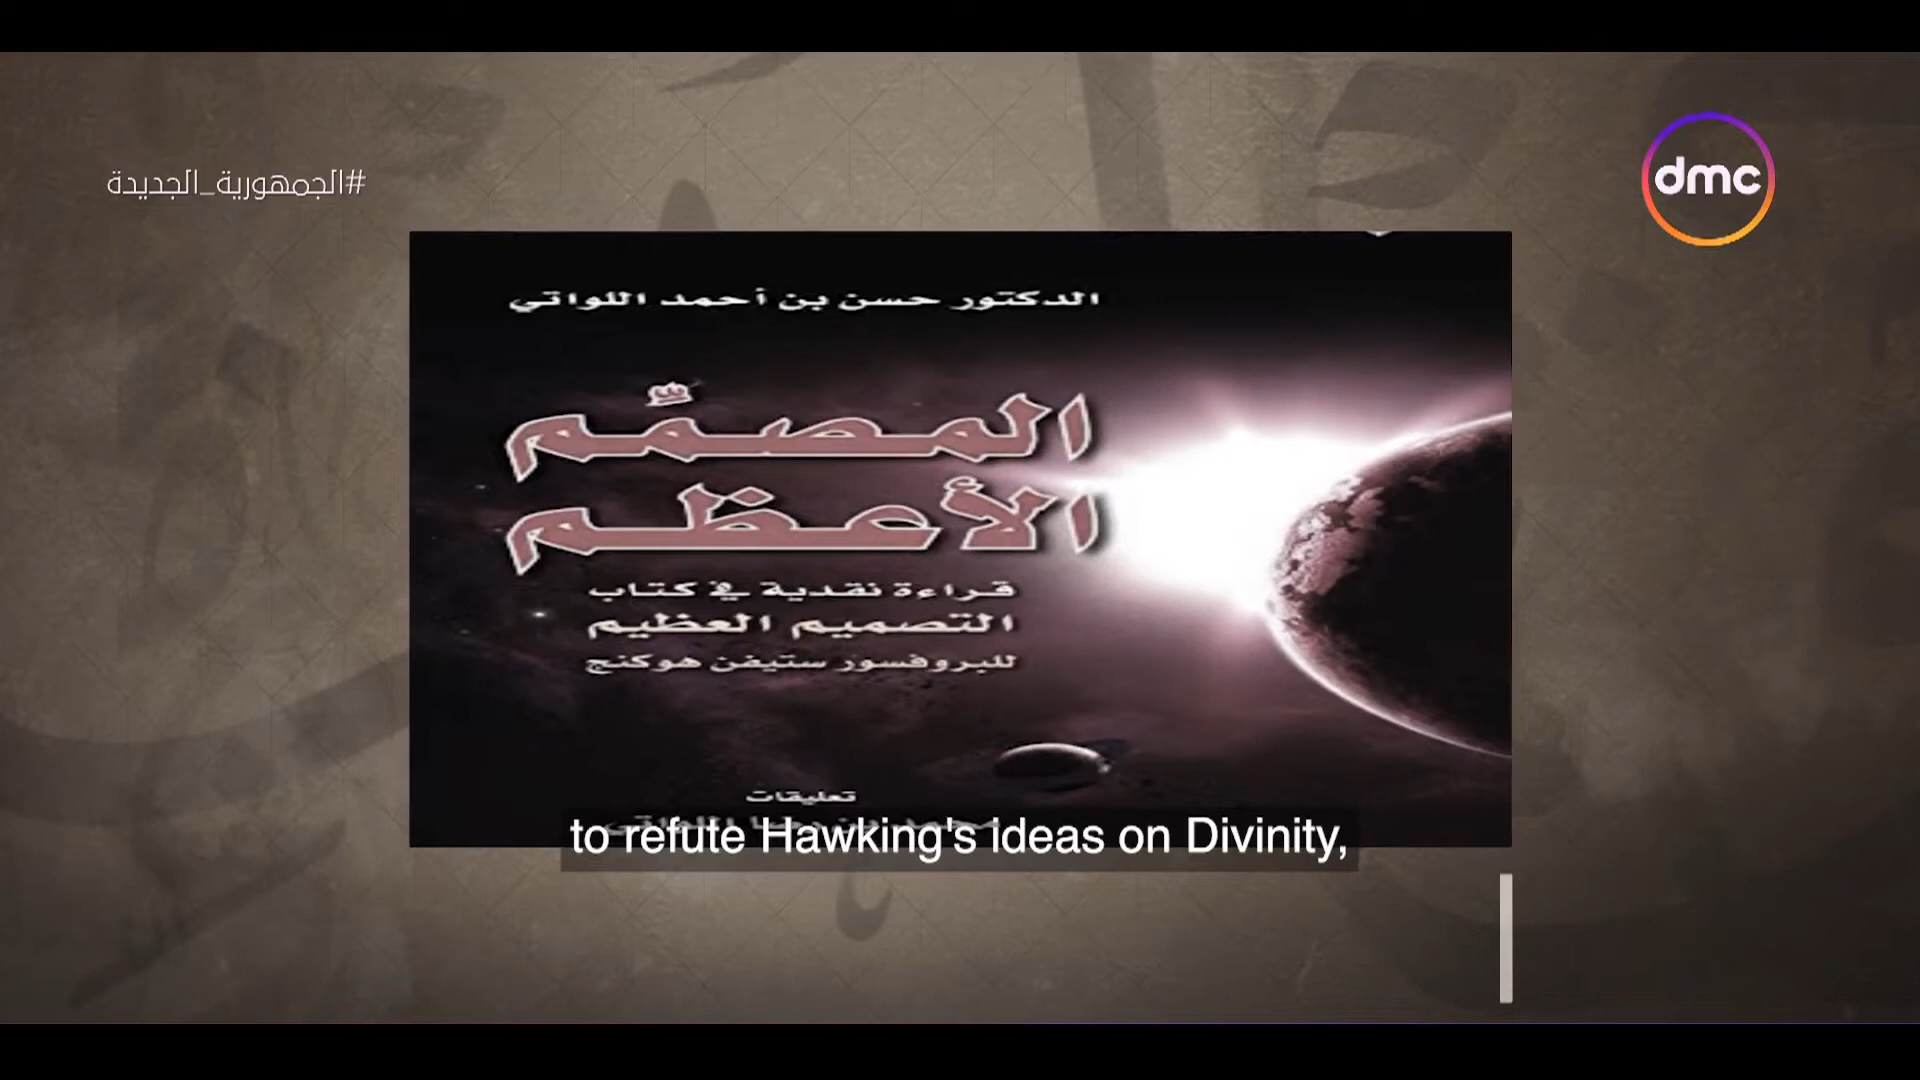 #الجمهورية_الجديدة
dmc
الدكتور حسن بن أحمد اللواتي
المصمِّم
الأعظم
قراءة نقدية في كتاب
التصميم العظيم
للبروفسور ستيفن هوكنج
تعليقات
to refute Hawking's ideas on Divinity,